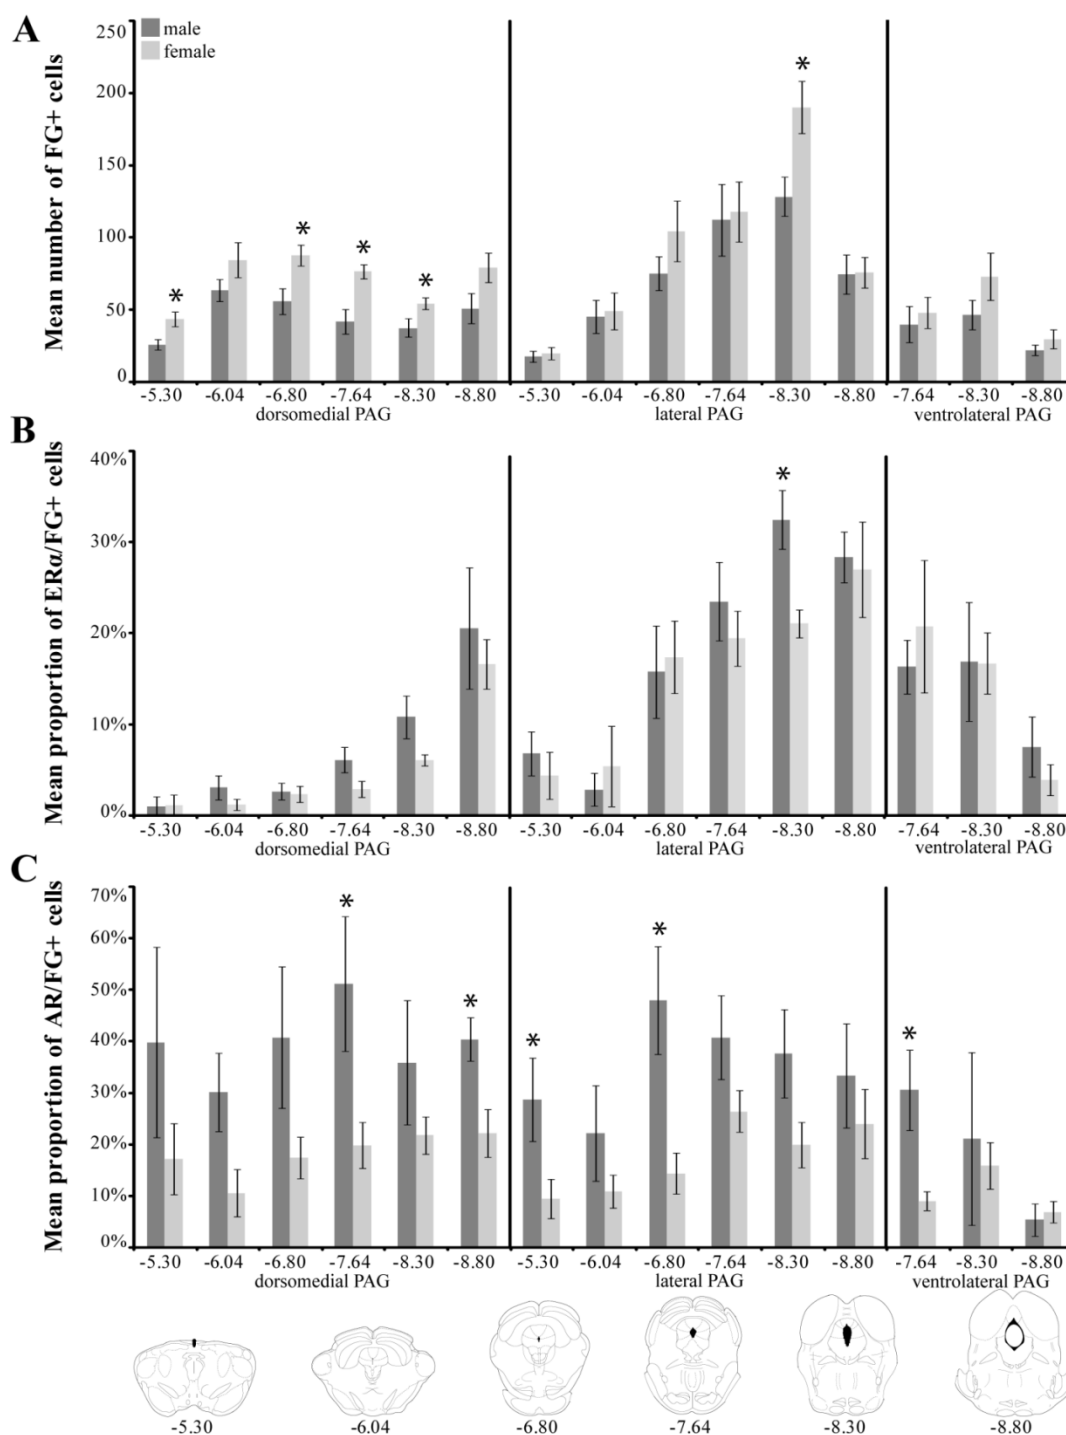 A
male
female
Mean number of FG+ cells
250
200
150
100
50
0
*
*
*
*
*
-5.30 -6.04 -6.80 -7.64 -8.30 -8.80 -5.30 -6.04 -6.80 -7.64 -8.30 -8.80 -7.64 -8.30 -8.80
dorsomedial PAG lateral PAG ventrolateral PAG
B
Mean proportion of ERα/FG+ cells
40%
30%
20%
10%
0%
*
-5.30 -6.04 -6.80 -7.64 -8.30 -8.80 -5.30 -6.04 -6.80 -7.64 -8.30 -8.80 -7.64 -8.30 -8.80
dorsomedial PAG lateral PAG ventrolateral PAG
C
Mean proportion of AR/FG+ cells
70%
60%
50%
40%
30%
20%
10%
0%
*
*
*
*
*
-5.30 -6.04 -6.80 -7.64 -8.30 -8.80 -5.30 -6.04 -6.80 -7.64 -8.30 -8.80 -7.64 -8.30 -8.80
dorsomedial PAG lateral PAG ventrolateral PAG
-5.30 -6.04 -6.80 -7.64 -8.30 -8.80